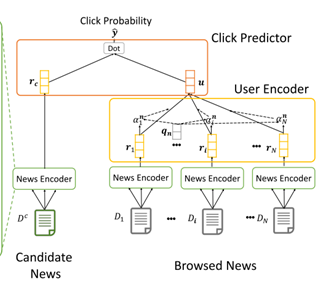 Click Probability
ŷ
Dot
Click Predictor
r_c
u
User Encoder
α_1^n
α_i^n
α_N^n
q_n
r_1
r_i
r_N
News Encoder
News Encoder
News Encoder
News Encoder
D^c
D_1
D_i
D_N
Candidate
News
Browsed News